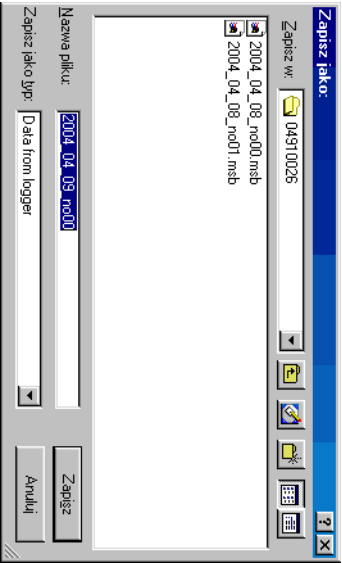 Zapisz jako:
Zapisz w: 04910026
2004_04_08_no00.msb
2004_04_08_no01.msb
Nazwa pliku: 2004_04_09_no00 Zapisz
Zapisz jako typ: Data from logger Anuluj